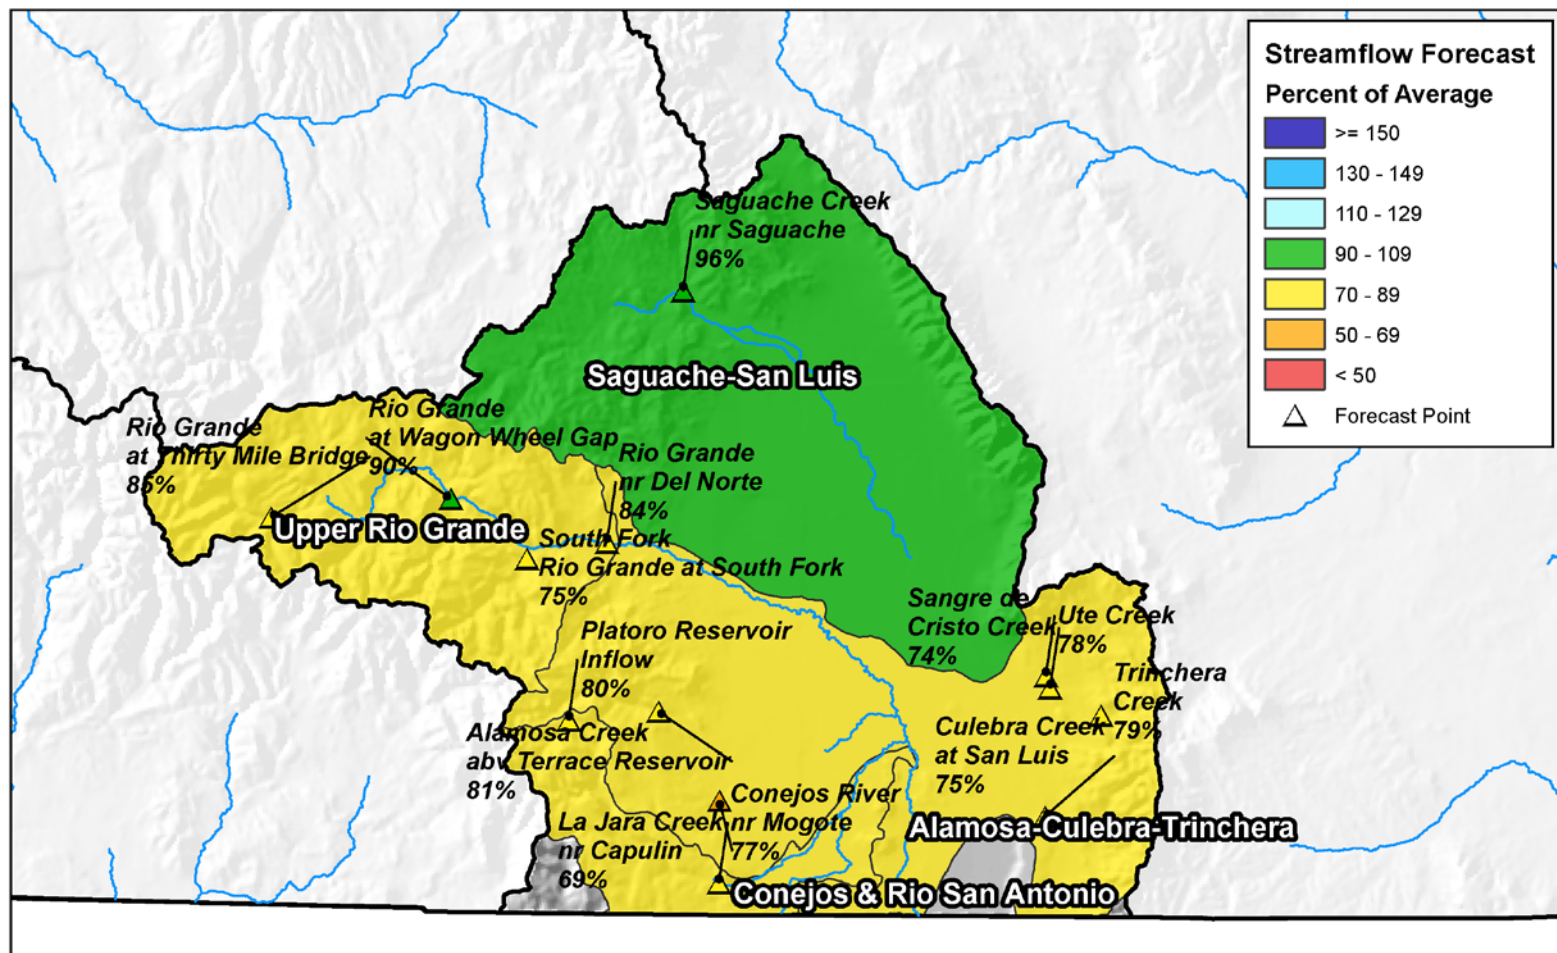 Streamflow Forecast
Percent of Average
>= 150
130 - 149
110 - 129
90 - 109
70 - 89
50 - 69
< 50
Forecast Point
Saguache Creek
nr Saguache
96%
Saguache-San Luis
Rio Grande
at Thirty Mile Bridge
85%
Rio Grande
at Wagon Wheel Gap
90%
Rio Grande
nr Del Norte
84%
Upper Rio Grande
South Fork
Rio Grande at South Fork
75%
Sangre de
Cristo Creek
74%
Ute Creek
78%
Platoro Reservoir
Inflow
80%
Trinchera
Creek
79%
Alamosa Creek
abv Terrace Reservoir
81%
Culebra Creek
at San Luis
75%
Conejos River
nr Mogote
77%
La Jara Creek
nr Capulin
69%
Alamosa-Culebra-Trinchera
Conejos & Rio San Antonio